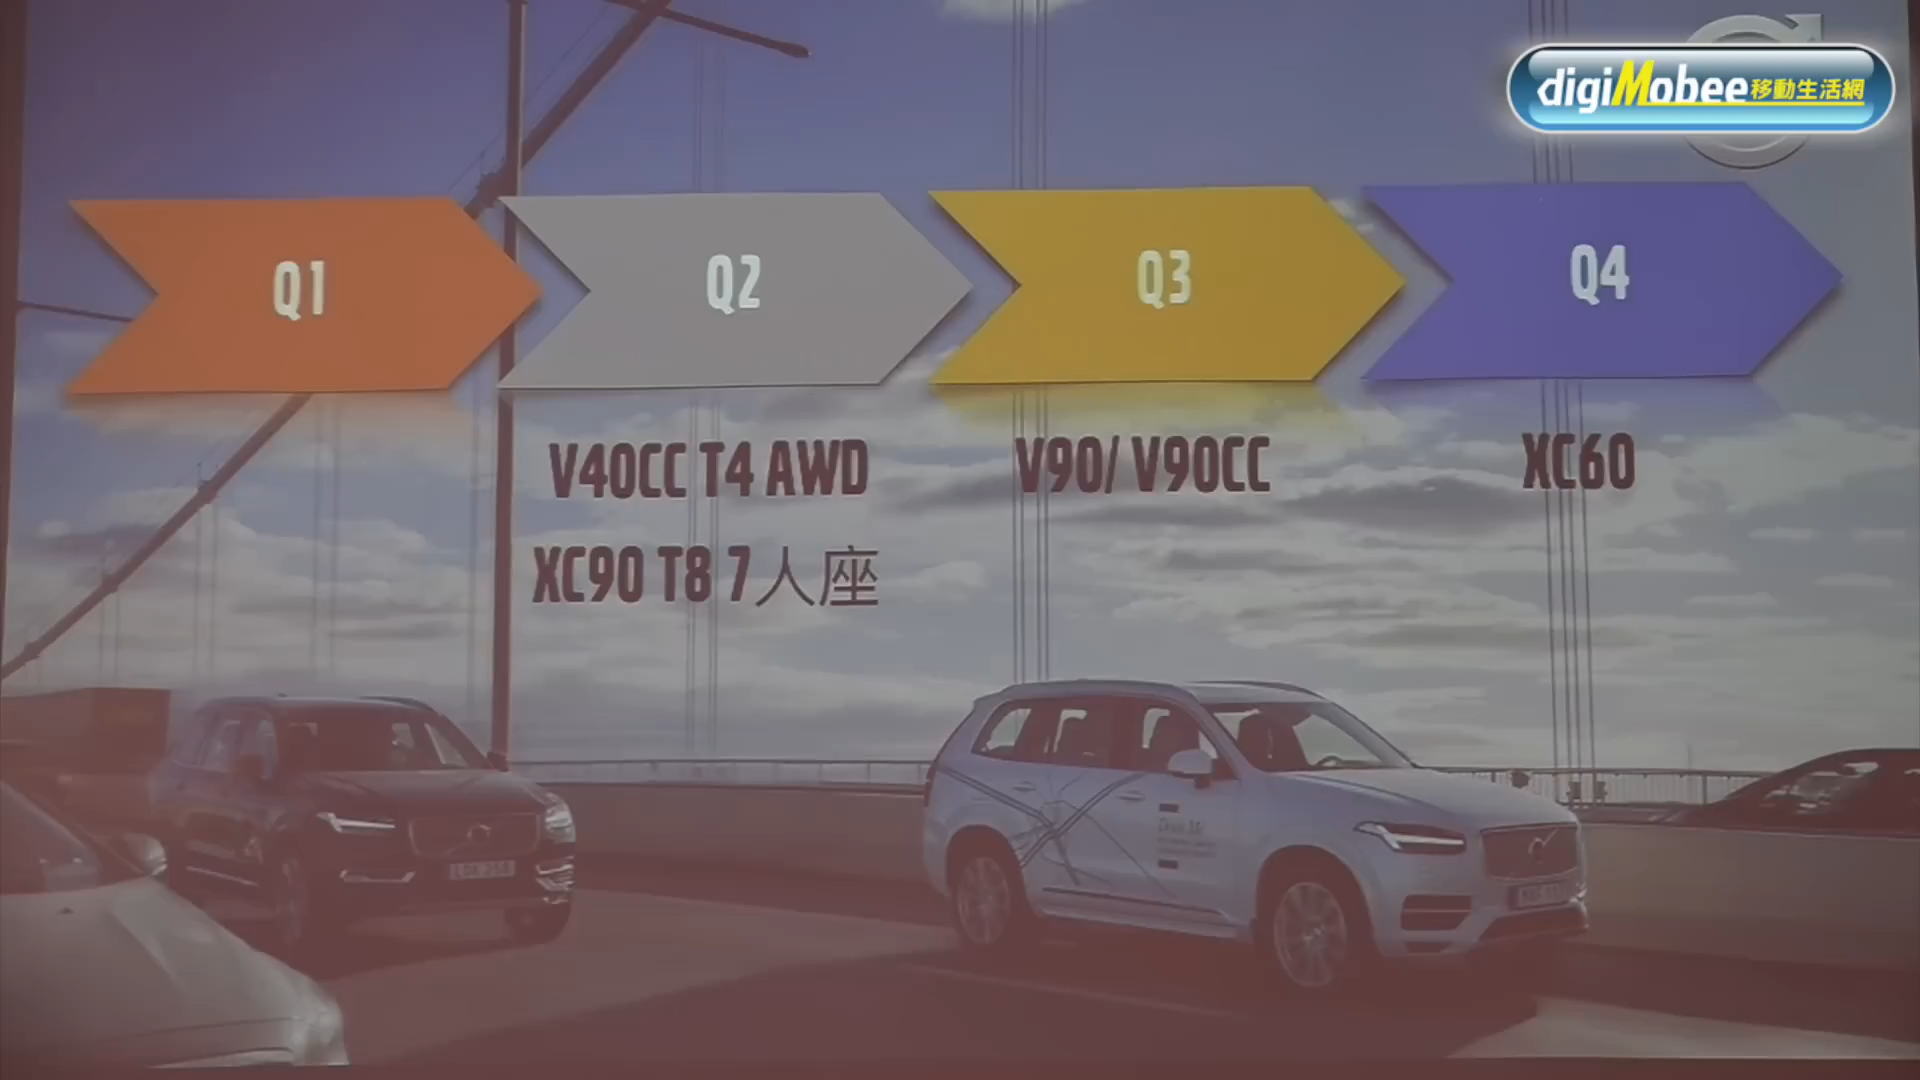 digiMobee移動生活網
Q1
Q2
Q3
Q4
V40CC T4 AWD
V90/ V90CC
XC60
XC90 T8 7人座